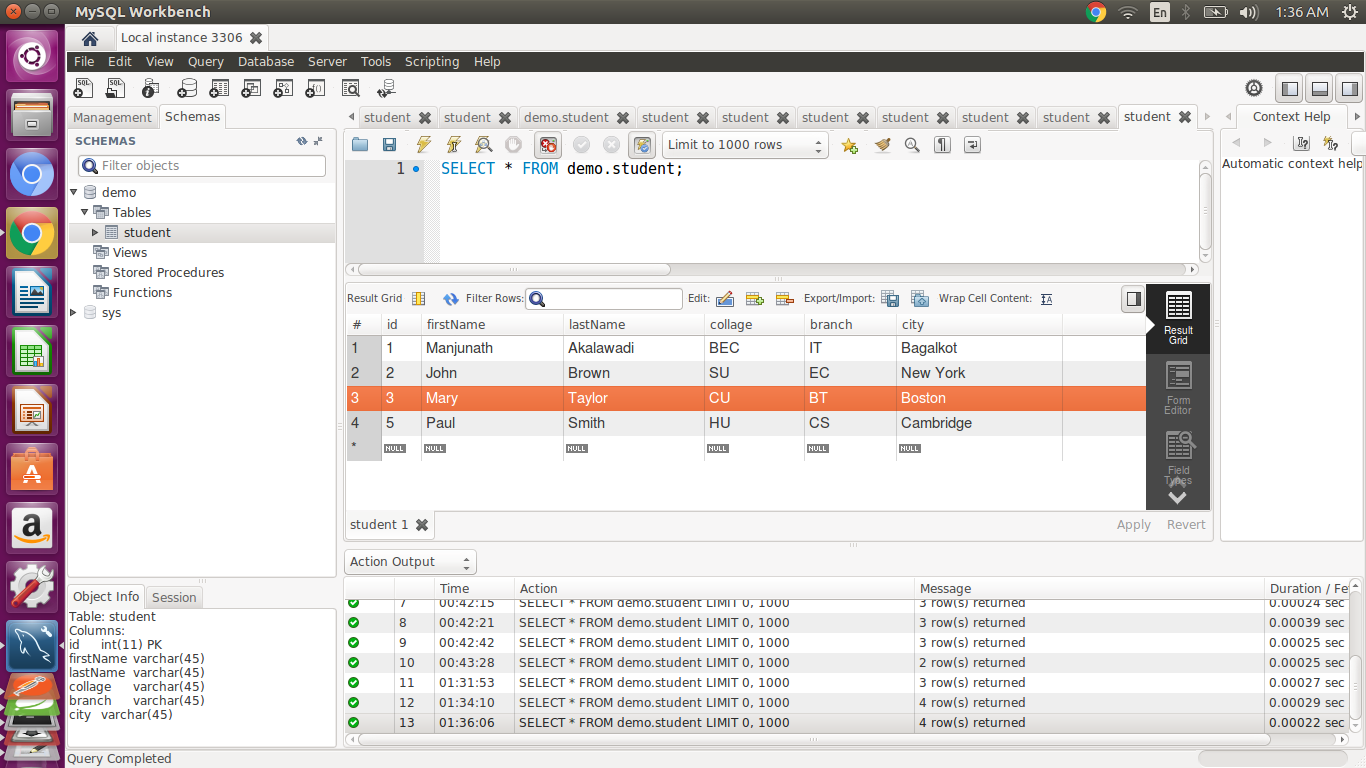 MySQL Workbench
En
1:36 AM
Local instance 3306
File Edit View Query Database Server Tools Scripting Help
Management Schemas
student student demo.student student student student student student student student
Context Help
SCHEMAS
Filter objects
demo
Tables
student
Views
Stored Procedures
Functions
sys
Limit to 1000 rows
1 SELECT * FROM demo.student;
Automatic context help
Result Grid Filter Rows: Edit: Export/Import: Wrap Cell Content:
# id firstName lastName collage branch city
1 1 Manjunath Akalawadi BEC IT Bagalkot
2 2 John Brown SU EC New York
3 3 Mary Taylor CU BT Boston
4 5 Paul Smith HU CS Cambridge
* NULL NULL NULL NULL NULL NULL
Result
Grid
Form
Editor
Field
Types
student 1 Apply Revert
Action Output
Time Action Message Duration / Fe
7 00:42:15 SELECT * FROM demo.student LIMIT 0, 1000 3 row(s) returned 0.00024 sec
8 00:42:21 SELECT * FROM demo.student LIMIT 0, 1000 3 row(s) returned 0.00039 sec
9 00:42:42 SELECT * FROM demo.student LIMIT 0, 1000 3 row(s) returned 0.00025 sec
10 00:43:28 SELECT * FROM demo.student LIMIT 0, 1000 2 row(s) returned 0.00025 sec
11 01:31:53 SELECT * FROM demo.student LIMIT 0, 1000 3 row(s) returned 0.00027 sec
12 01:34:10 SELECT * FROM demo.student LIMIT 0, 1000 4 row(s) returned 0.00029 sec
13 01:36:06 SELECT * FROM demo.student LIMIT 0, 1000 4 row(s) returned 0.00022 sec
Object Info Session
Table: student
Columns:
id int(11) PK
firstName varchar(45)
lastName varchar(45)
collage varchar(45)
branch varchar(45)
city varchar(45)
Query Completed